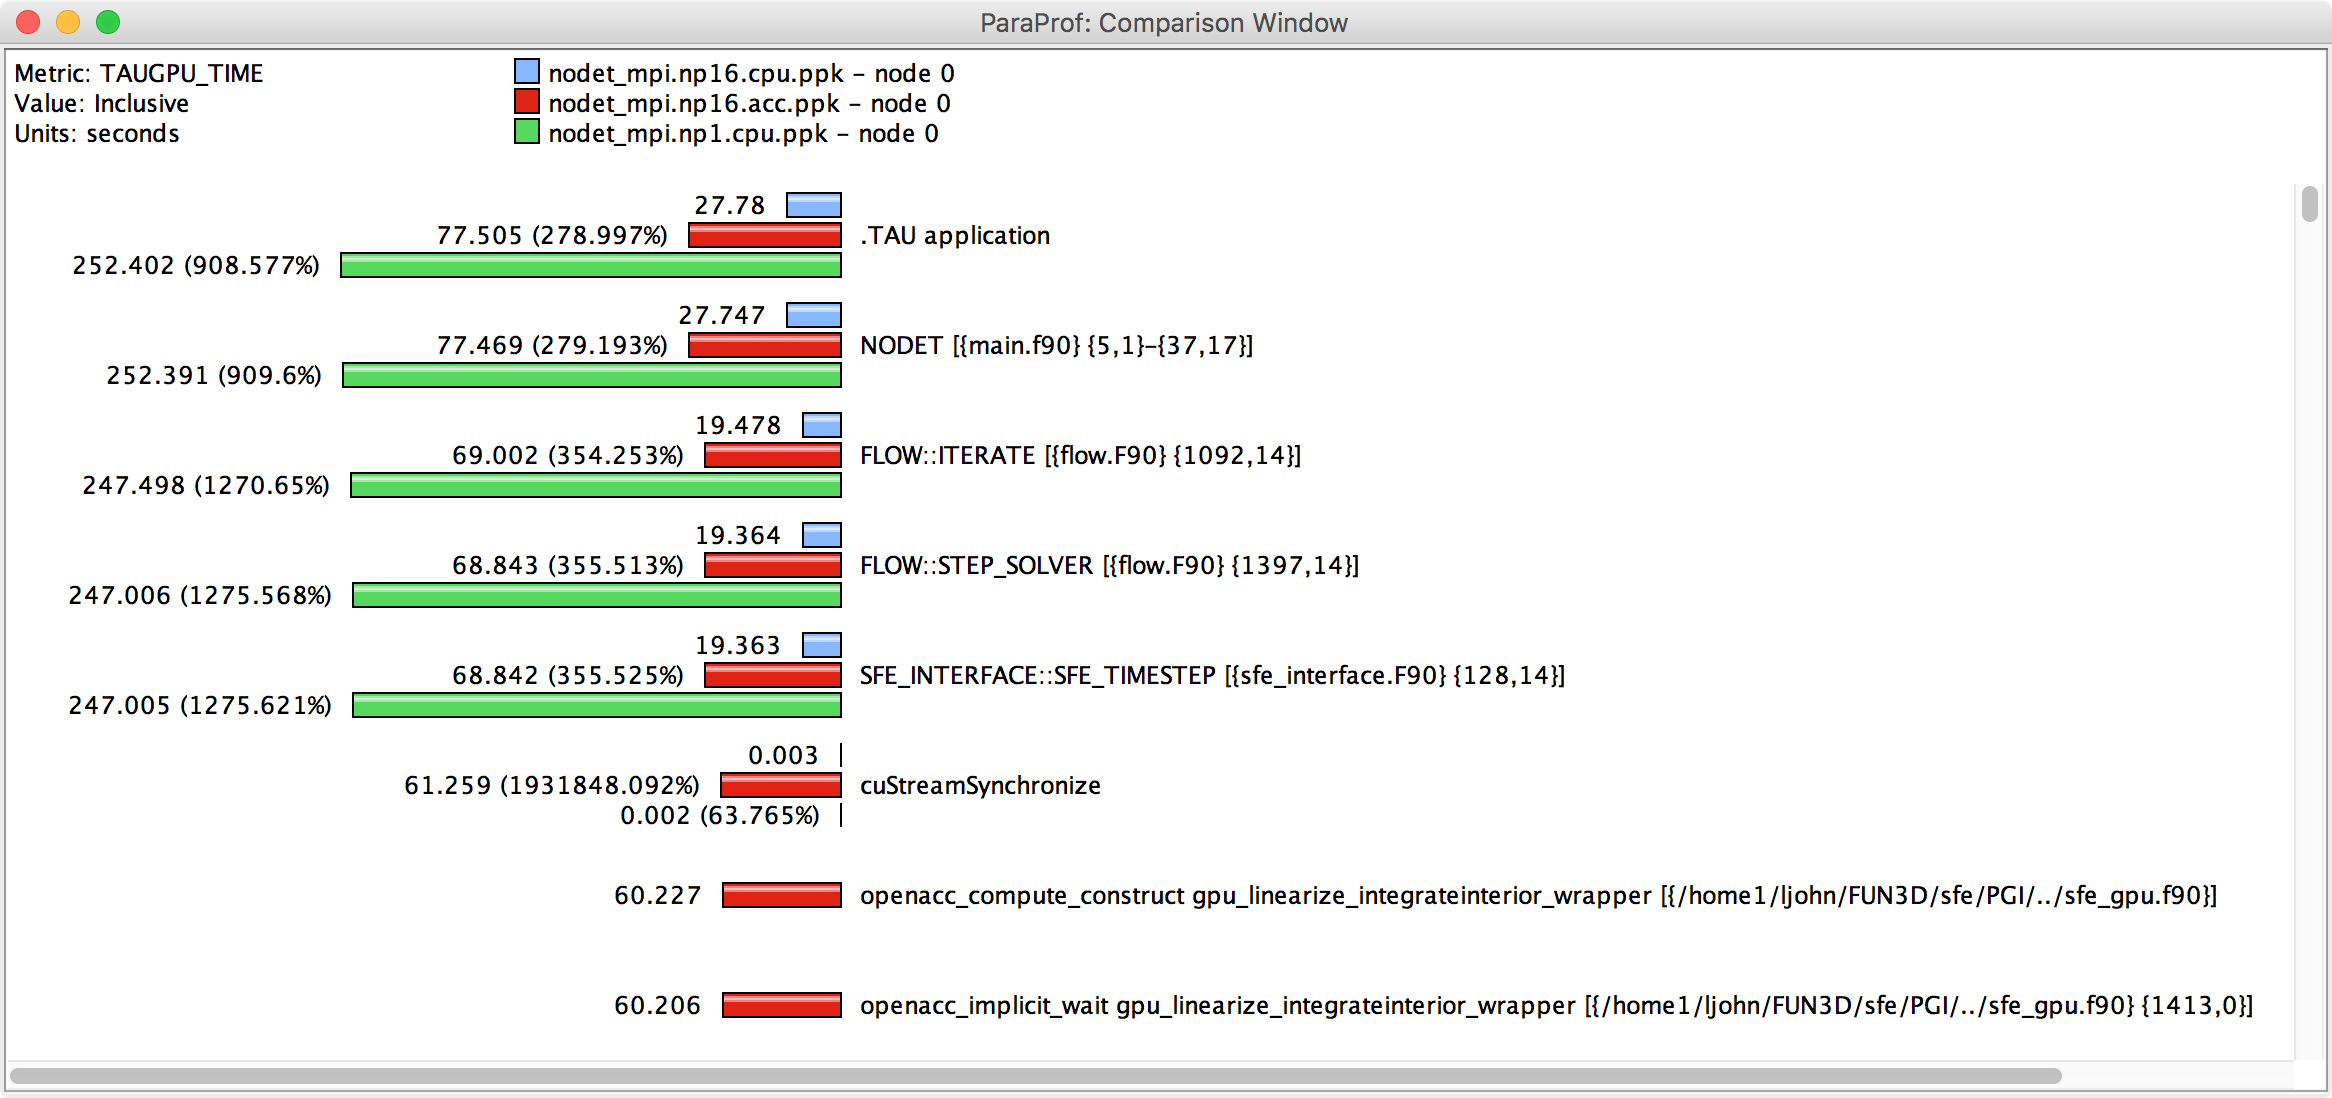 ParaProf: Comparison Window
Metric: TAUGPU_TIME
Value: Inclusive
Units: seconds
nodet_mpi.np16.cpu.ppk – node 0
nodet_mpi.np16.acc.ppk – node 0
nodet_mpi.np1.cpu.ppk – node 0
27.78
77.505 (278.997%) .TAU application
252.402 (908.577%)
27.747
77.469 (279.193%) NODET [{main.f90} {5,1}–{37,17}]
252.391 (909.6%)
19.478
69.002 (354.253%) FLOW::ITERATE [{flow.F90} {1092,14}]
247.498 (1270.65%)
19.364
68.843 (355.513%) FLOW::STEP_SOLVER [{flow.F90} {1397,14}]
247.006 (1275.568%)
19.363
68.842 (355.525%) SFE_INTERFACE::SFE_TIMESTEP [{sfe_interface.F90} {128,14}]
247.005 (1275.621%)
0.003
61.259 (1931848.092%) cuStreamSynchronize
0.002 (63.765%)
60.227 openacc_compute_construct gpu_linearize_integrateinterior_wrapper [{/home1/ljohn/FUN3D/sfe/PGI/../sfe_gpu.f90}]
60.206 openacc_implicit_wait gpu_linearize_integrateinterior_wrapper [{/home1/ljohn/FUN3D/sfe/PGI/../sfe_gpu.f90} {1413,0}]